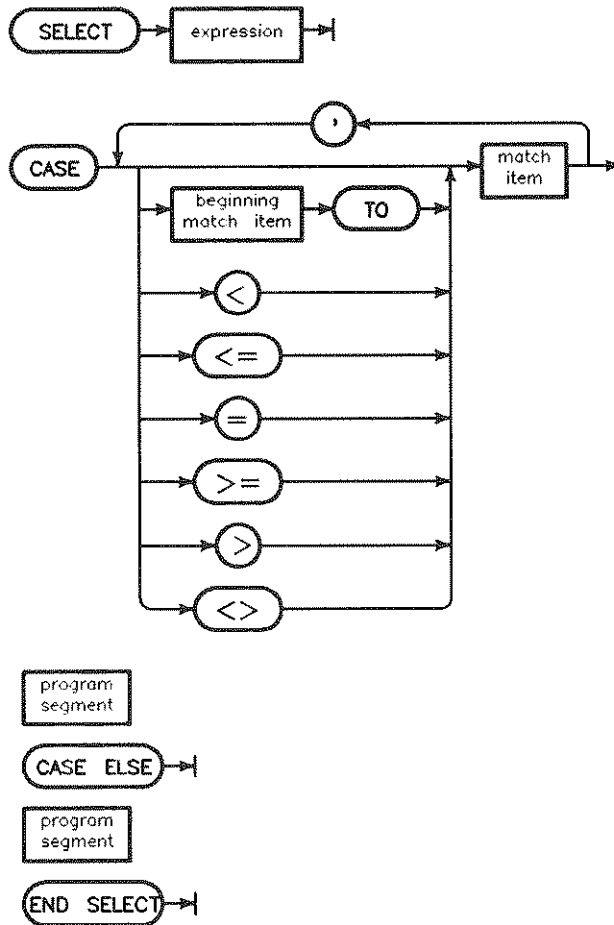 SELECT expression
,
CASE match
item
beginning
match item TO
<
<=
=
>=
>
<>
program
segment
CASE ELSE
program
segment
END SELECT